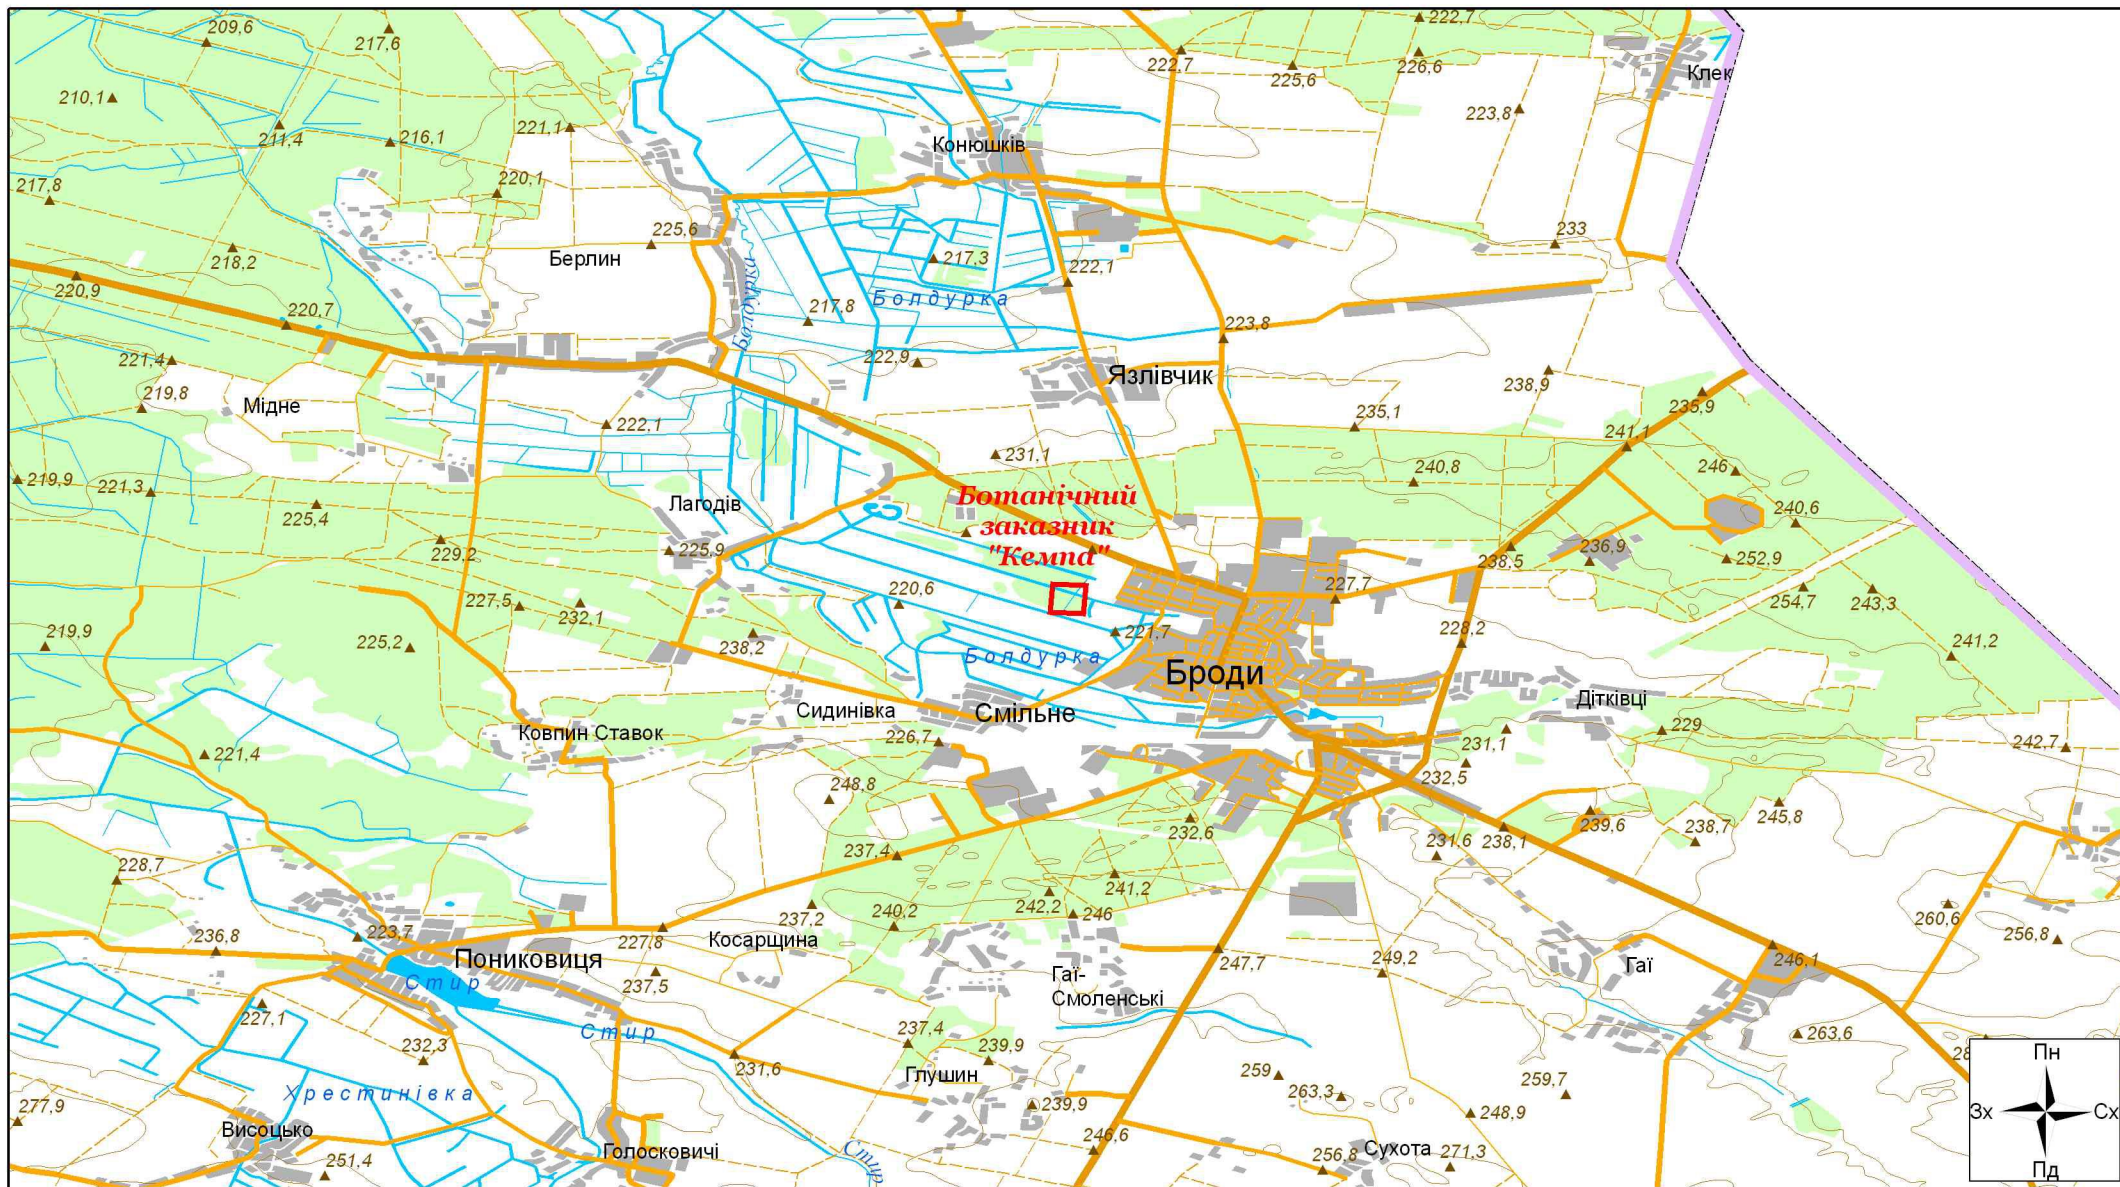 209,6
217,6
222,7
222,7
225,6
226,6
Клек
210,1
211,4
216,1
221,1
223,8
Конюшків
217,8
220,1
225,6
218,2
Берлин
233
217,3
222,1
220,9
220,7
Болдурка
Болдурка
217,8
223,8
221,4
222,9
Язлівчик
238,9
219,8
Мідне
222,1
235,1
235,9
241,1
231,1
240,8
246
219,9
221,3
225,4
Лагодів
Ботанічний
заказник
"Кемпа"
240,6
229,2
225,9
238,5
236,9
252,9
227,5
232,1
220,6
227,7
254,7
243,3
219,9
225,2
238,2
221,7
228,2
241,2
Болдурка
Броди
Дітківці
Сидинівка
Смільне
Ковпин Ставок
226,7
231,1
229
242,7
221,4
248,8
232,5
245,8
232,6
239,6
238,7
237,4
231,6
238,1
228,7
241,2
237,2
240,2
242,2
246
260,6
256,8
236,8
223,7
227,8
Косарщина
247,7
249,2
246,1
Пониковиця
Гаї-
Смоленські
Гаї
Стир
237,5
227,1
Стир
237,4
263,6
232,3
231,6
239,9
Глушин
259
263,3
259,7
Хрестинівка
277,9
239,9
248,9
Висоцько
Голосковичі
246,6
Сухота
251,4
Стир
256,8
271,3
Пн
Зх
Сх
Пд